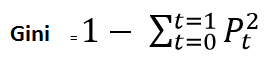 Gini = 1 − ∑_{t=0}^{t=1} P_t^2